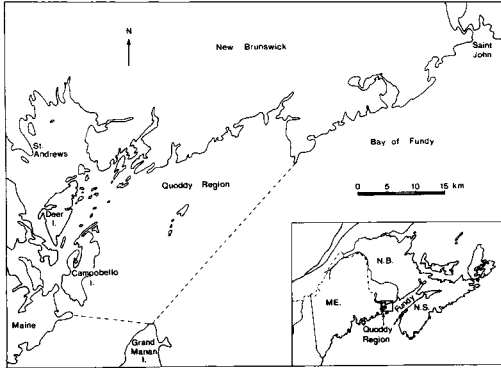 N
New Brunswick
Saint
John
St.
Andrews
Bay of Fundy
Quoddy Region
0 5 10 15 km
Deer
I.
Campobello
I.
Maine
Grand
Manan
I.
N.B.
ME.
Fundy
N.S.
Quoddy
Region